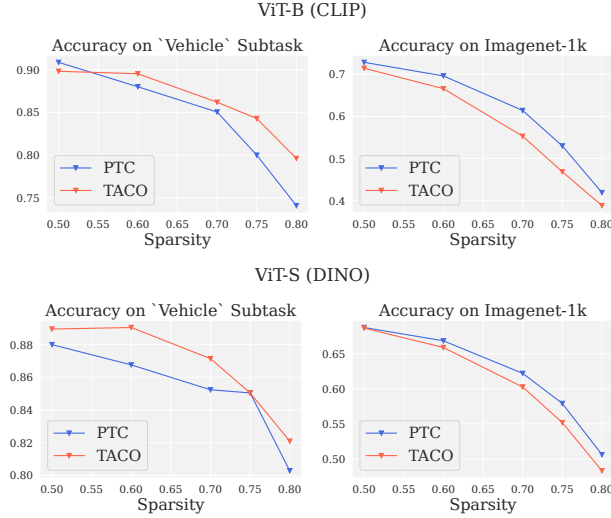 ViT-B (CLIP)
Accuracy on `Vehicle` Subtask
0.90
0.85
0.80
0.75
PTC
TACO
0.50 0.55 0.60 0.65 0.70 0.75 0.80
Sparsity
Accuracy on Imagenet-1k
0.7
0.6
0.5
0.4
PTC
TACO
0.50 0.55 0.60 0.65 0.70 0.75 0.80
Sparsity
ViT-S (DINO)
Accuracy on `Vehicle` Subtask
0.88
0.86
0.84
0.82
0.80
PTC
TACO
0.50 0.55 0.60 0.65 0.70 0.75 0.80
Sparsity
Accuracy on Imagenet-1k
0.65
0.60
0.55
0.50
PTC
TACO
0.50 0.55 0.60 0.65 0.70 0.75 0.80
Sparsity